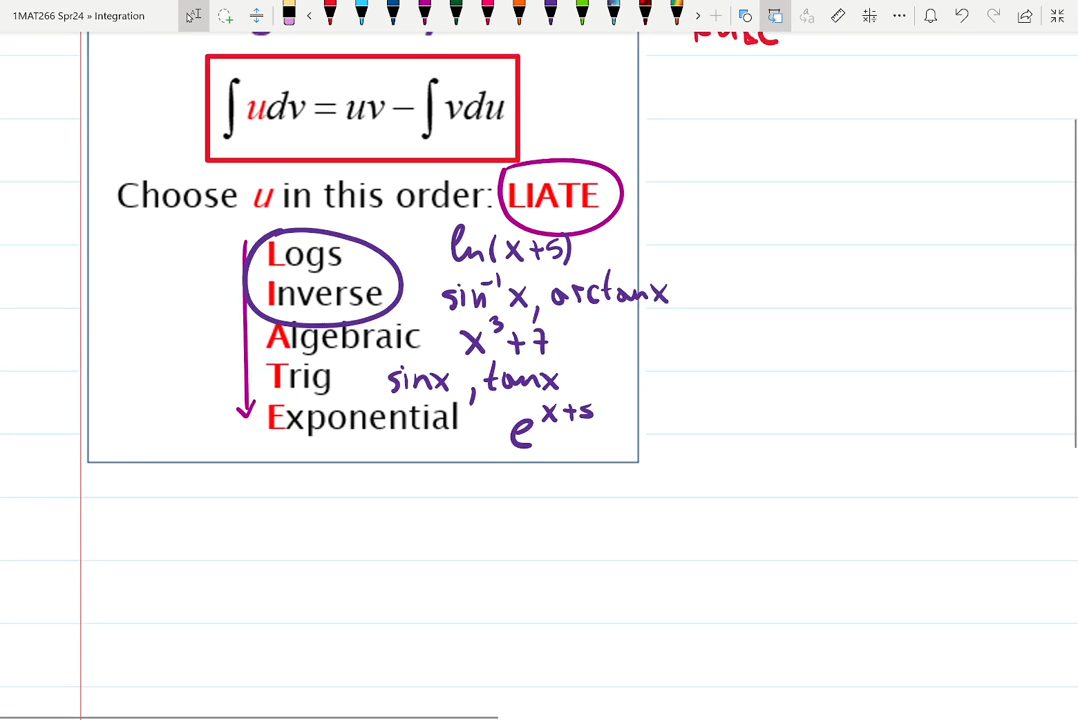 1MAT266 Spr24 » Integration
∫udv = uv − ∫vdu
Choose u in this order: LIATE
Logs ln(x+5)
Inverse sin⁻¹x, arctanx
Algebraic x³+7
Trig sinx, tanx
Exponential e^(x+5)